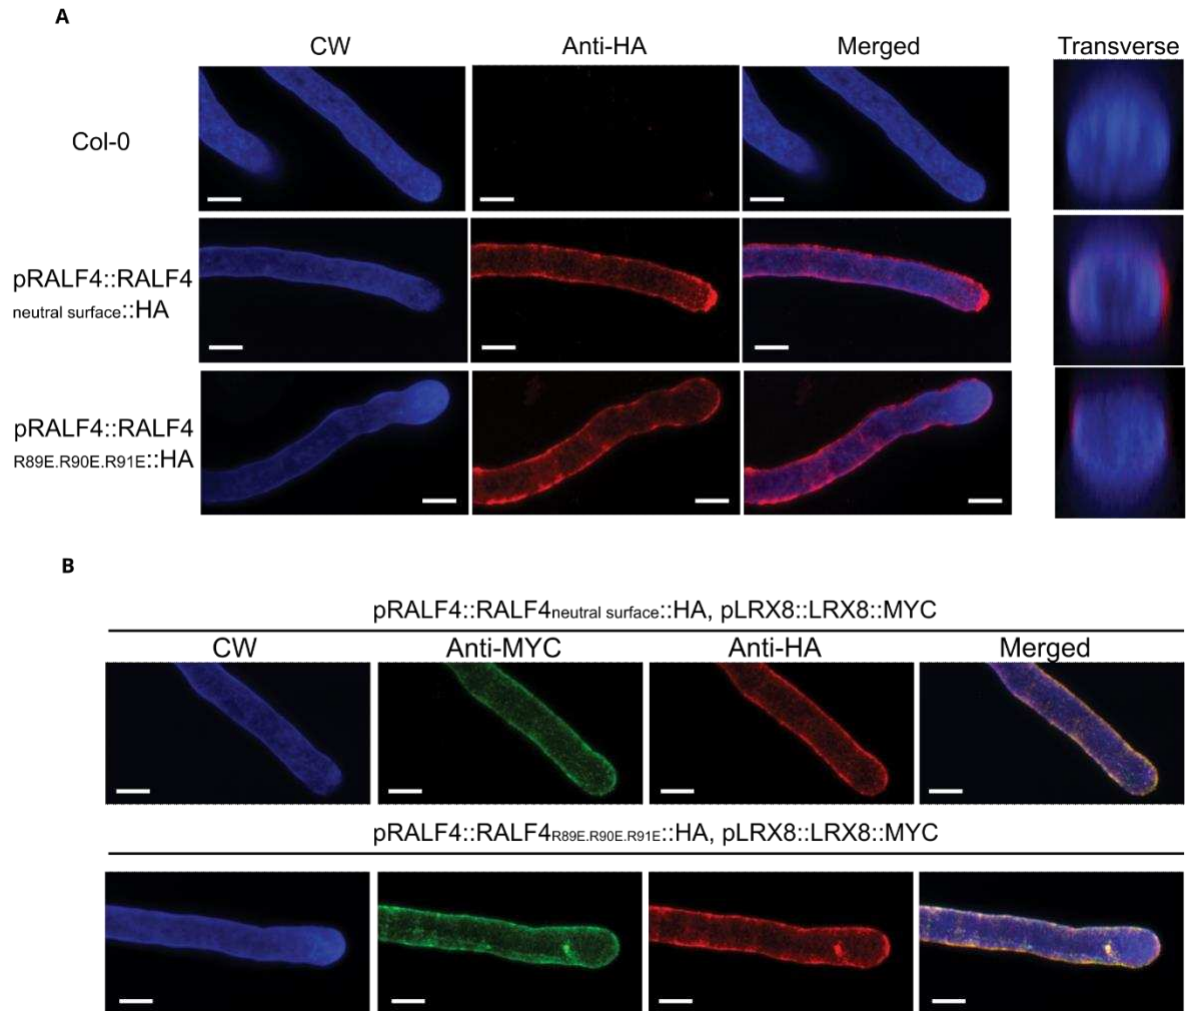 A
CW Anti-HA Merged Transverse
Col-0
pRALF4::RALF4
neutral surface::HA
pRALF4::RALF4
R89E.R90E.R91E::HA
B
pRALF4::RALF4neutral surface::HA, pLRX8::LRX8::MYC
CW Anti-MYC Anti-HA Merged
pRALF4::RALF4R89E.R90E.R91E::HA, pLRX8::LRX8::MYC